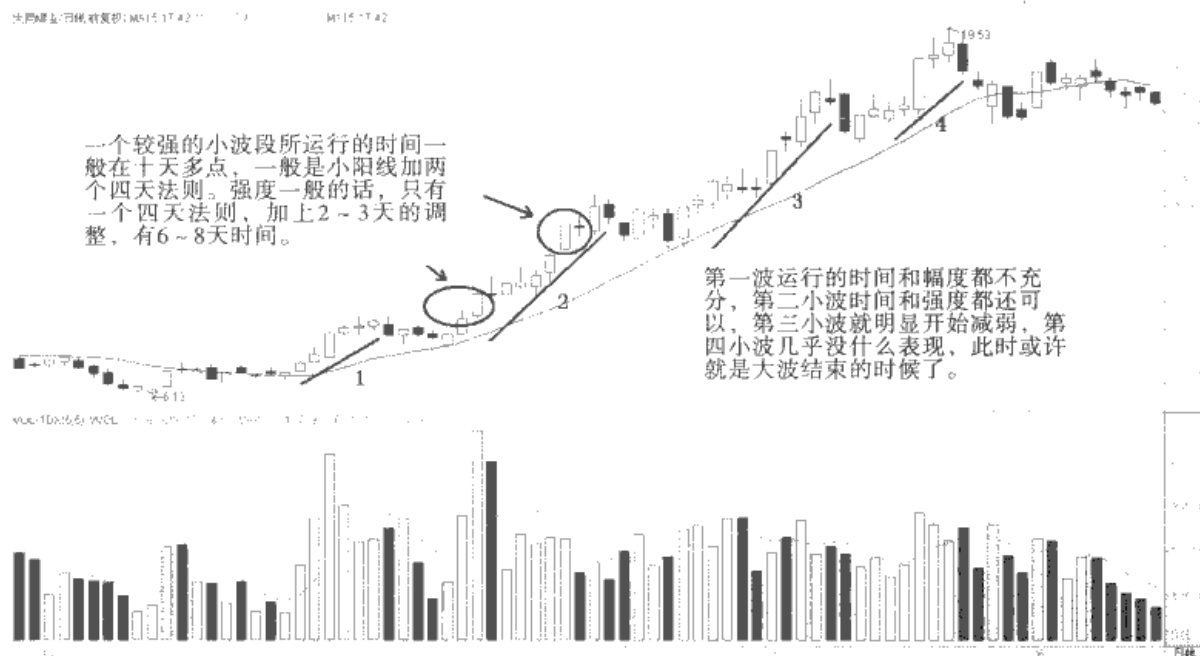 19.53
一个较强的小波段所运行的时间一
般在十天多点，一般是小阳线加两
个四天法则。强度一般的话，只有
一个四天法则，加上2~3天的调
整，有6~8天时间。
4
3
2
第一波运行的时间和幅度都不充
分，第二小波时间和强度都还可
以，第三小波就明显开始减弱，第
四小波几乎没什么表现，此时或许
就是大波结束的时候了。
1
日线